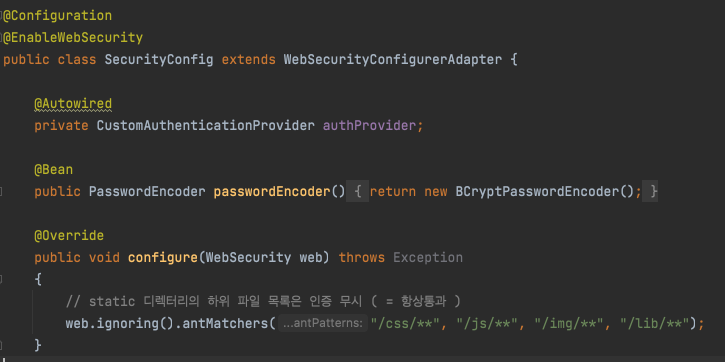 @Configuration
@EnableWebSecurity
public class SecurityConfig extends WebSecurityConfigurerAdapter {
@Autowired
private CustomAuthenticationProvider authProvider;
@Bean
public PasswordEncoder passwordEncoder() { return new BCryptPasswordEncoder(); }
@Override
public void configure(WebSecurity web) throws Exception
{
// static 디렉터리의 하위 파일 목록은 인증 무시 ( = 항상통과 )
web.ignoring().antMatchers( ...antPatterns: "/css/**", "/js/**", "/img/**", "/lib/**");
}